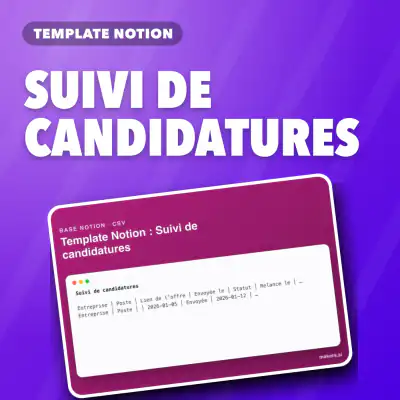 TEMPLATE NOTION
SUIVI DE
CANDIDATURES
BASE NOTION · CSV
Template Notion : Suivi de
candidatures
Suivi de candidatures
Entreprise | Poste | Lien de l'offre | Envoyée le | Statut | Relance le | …
Entreprise | Poste | | 2026-01-05 | Envoyée | 2026-01-12 | …